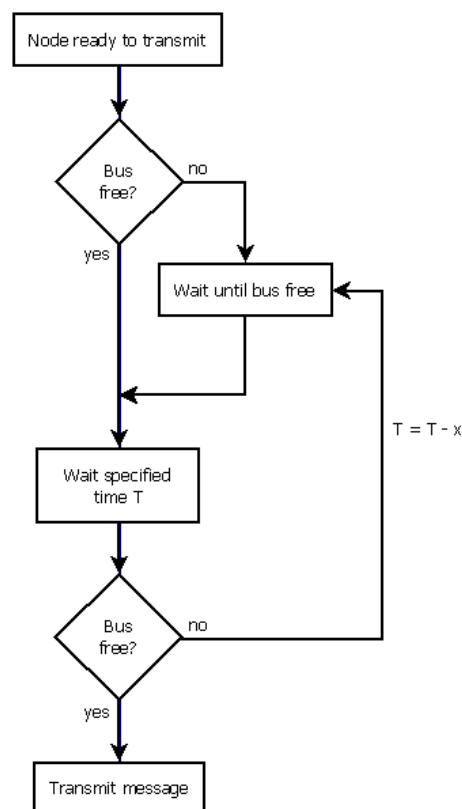 Node ready to transmit
Bus
free?
no
yes
Wait until bus free
T = T - x
Wait specified
time T
Bus
free?
no
yes
Transmit message